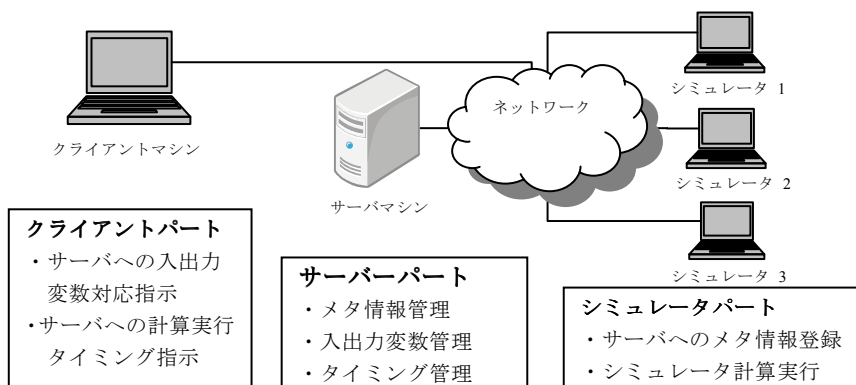 ネットワーク
シミュレータ 1
クライアントマシン
シミュレータ 2
サーバマシン
シミュレータ 3
クライアントパート
・サーバへの入出力
変数対応指示
・サーバへの計算実行
タイミング指示
サーバーパート
・メタ情報管理
・入出力変数管理
・タイミング管理
シミュレータパート
・サーバへのメタ情報登録
・シミュレータ計算実行